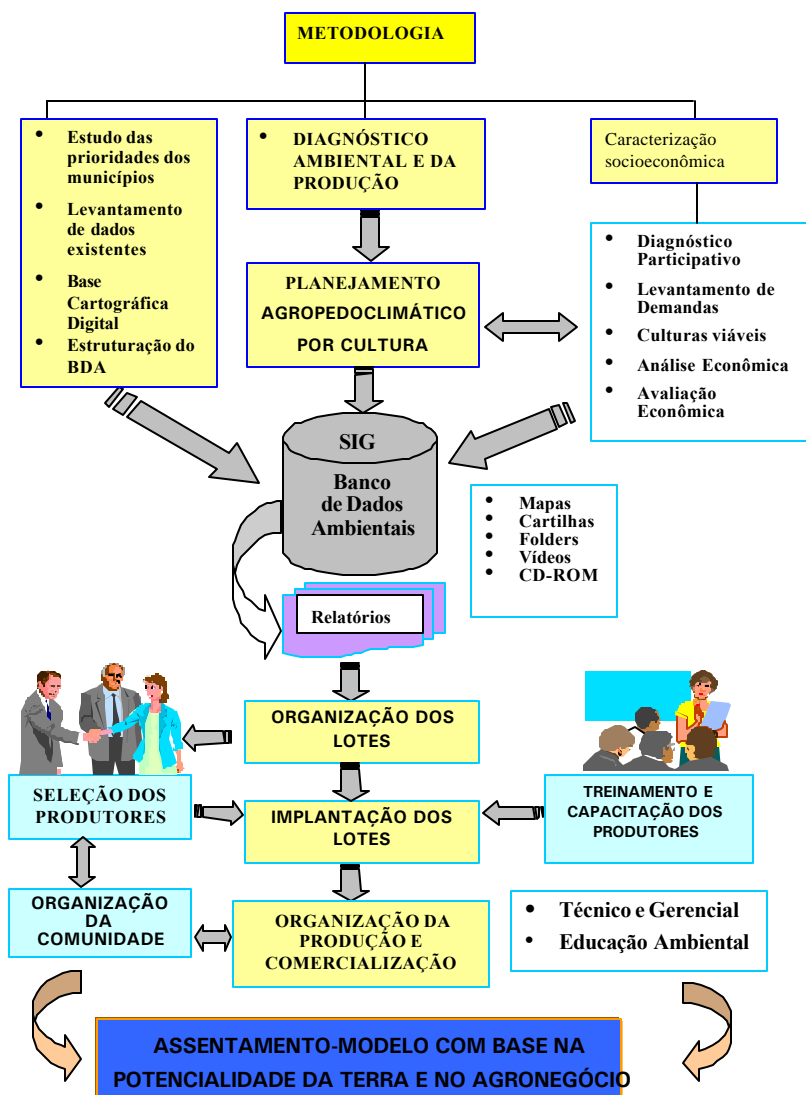 METODOLOGIA
• Estudo das
prioridades dos
municípios
• Levantamento
de dados
existentes
• Base
Cartográfica
Digital
• Estruturação do
BDA
• DIAGNÓSTICO
AMBIENTAL E DA
PRODUÇÃO
Caracterização
socioeconômica
PLANEJAMENTO
AGROPEDOCLIMÁTICO
POR CULTURA
• Diagnóstico
Participativo
• Levantamento de
Demandas
• Culturas viáveis
• Análise Econômica
• Avaliação
Econômica
SIG
Banco
de Dados
Ambientais
• Mapas
• Cartilhas
• Folders
• Vídeos
• CD-ROM
Relatórios
ORGANIZAÇÃO DOS
LOTES
SELEÇÃO DOS
PRODUTORES
IMPLANTAÇÃO DOS
LOTES
TREINAMENTO E
CAPACITAÇÃO DOS
PRODUTORES
ORGANIZAÇÃO
DA
COMUNIDADE
ORGANIZAÇÃO DA
PRODUÇÃO E
COMERCIALIZAÇÃO
• Técnico e Gerencial
• Educação Ambiental
ASSENTAMENTO-MODELO COM BASE NA
POTENCIALIDADE DA TERRA E NO AGRONEGÓCIO